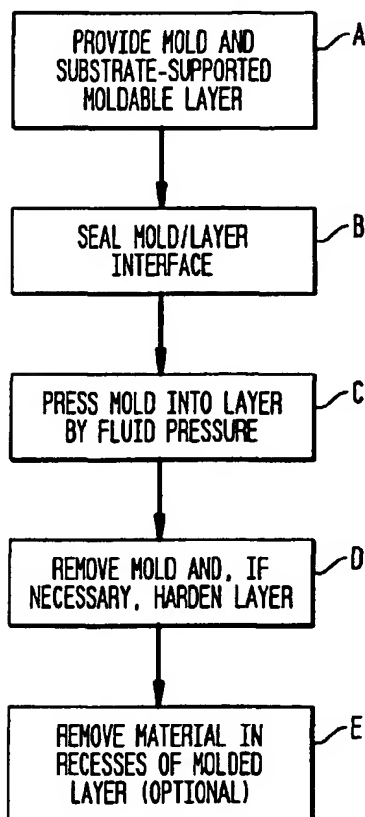 PROVIDE MOLD AND
SUBSTRATE-SUPPORTED
MOLDABLE LAYER
A
SEAL MOLD/LAYER
INTERFACE
B
PRESS MOLD INTO LAYER
BY FLUID PRESSURE
C
REMOVE MOLD AND, IF
NECESSARY, HARDEN LAYER
D
REMOVE MATERIAL IN
RECESSES OF MOLDED
LAYER (OPTIONAL)
E